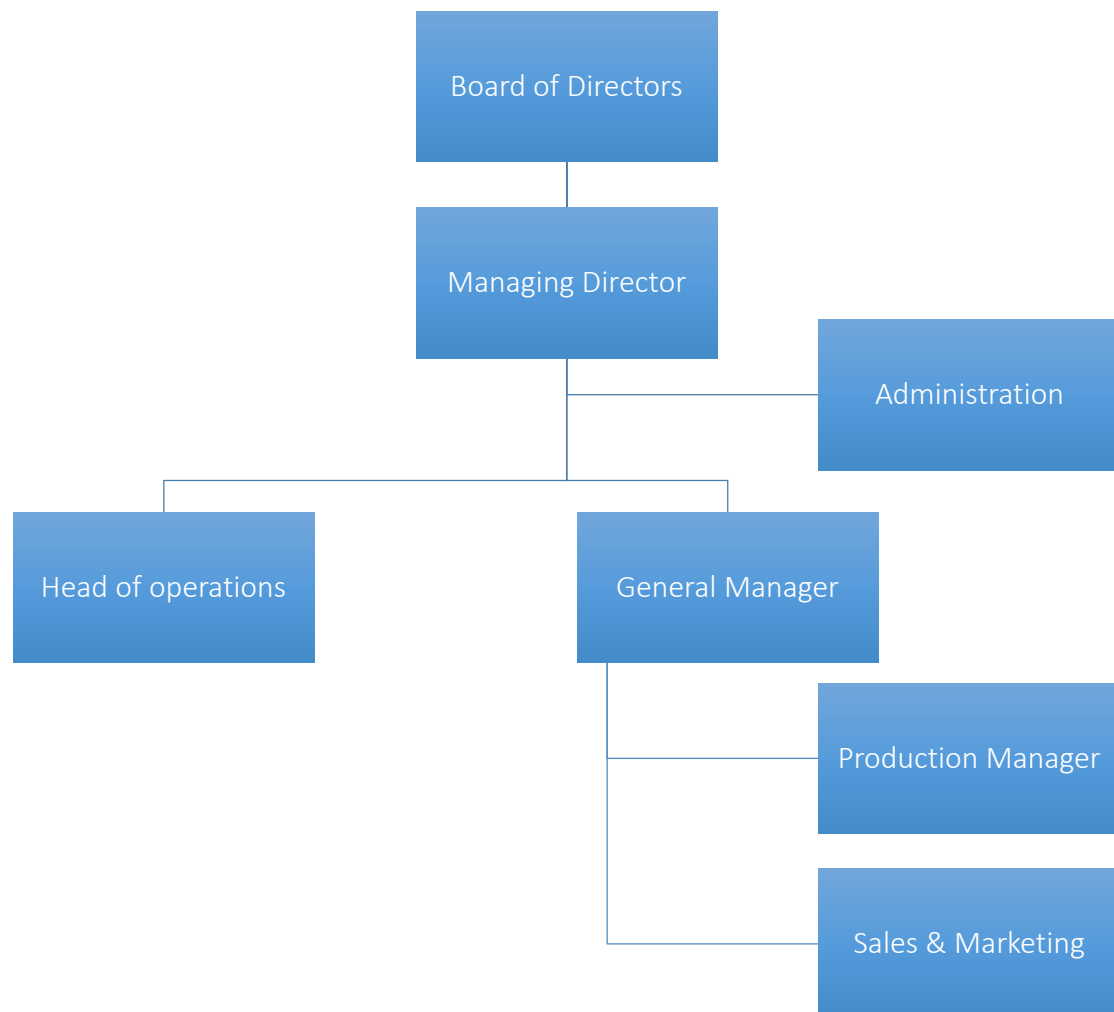 Board of Directors
Managing Director
Administration
Head of operations
General Manager
Production Manager
Sales & Marketing